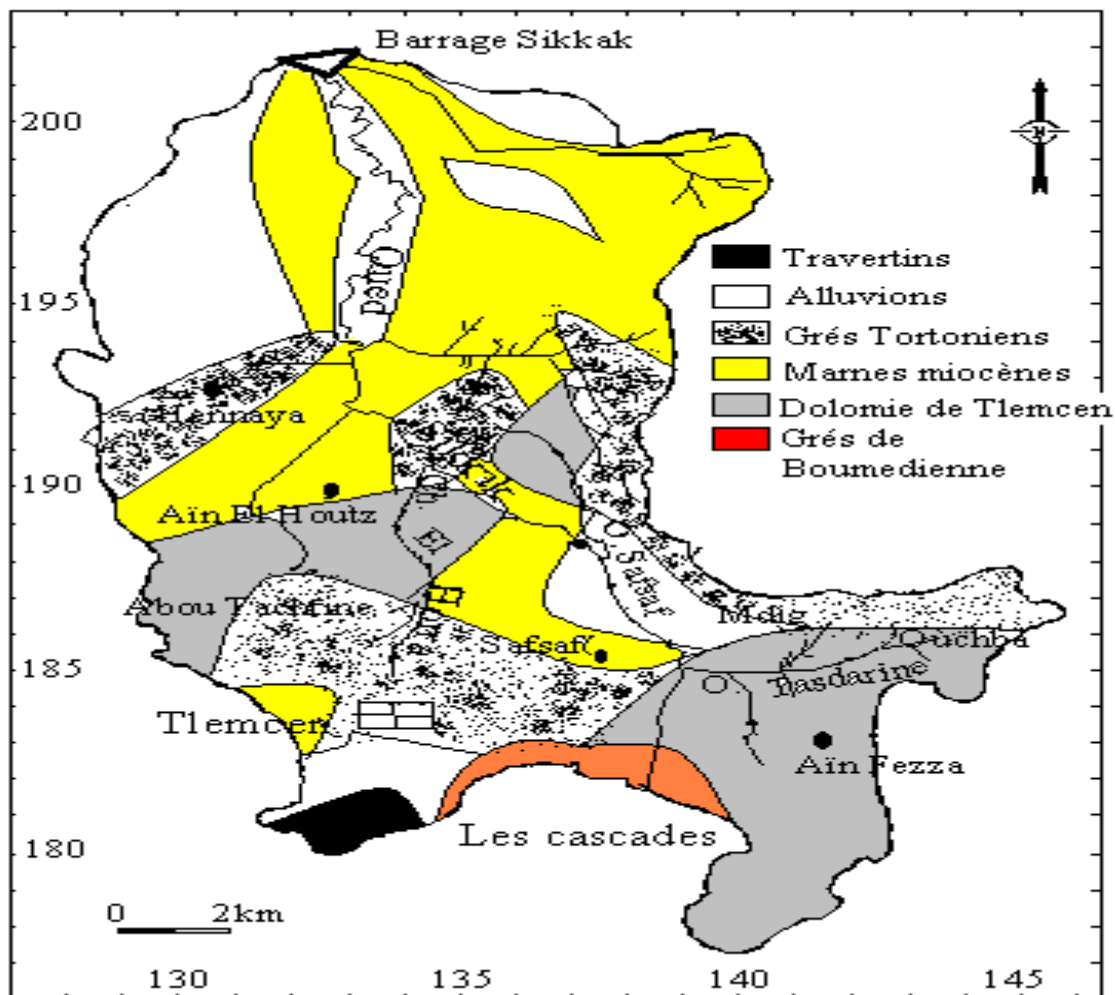 Barrage Sikkak
200
195
190
185
180
Travertins
Alluvions
Grés Tortoniens
Marnes miocènes
Dolomie de Tlemcen
Grés de
Boumedienne
Oued
Hennaya
Aïn El Houtz
El
O. Safsaf
Abou Tachfine
Mdig
Safsaf
Ouchba
O
Tasdarine
Tlemcen
Aïn Fezza
Les cascades
0 2km
130 135 140 145